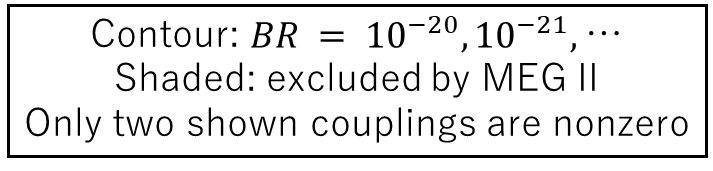 Contour: BR = 10⁻²⁰, 10⁻²¹, ⋯
Shaded: excluded by MEG II
Only two shown couplings are nonzero